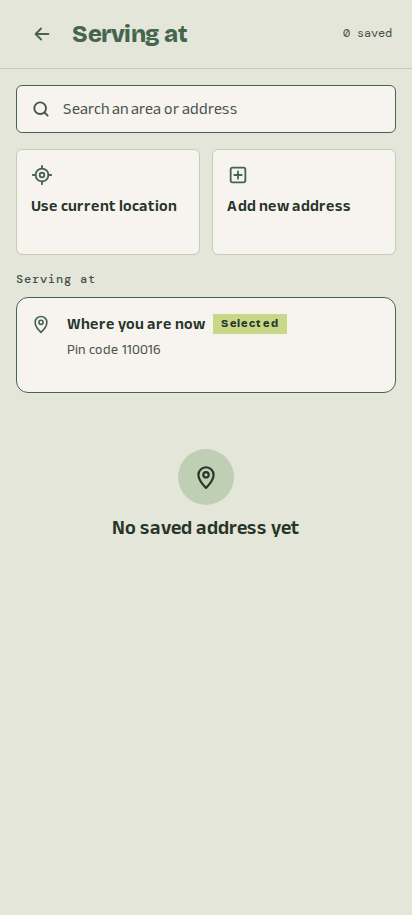 Serving at
0 saved
Search an area or address
Use current location
Add new address
Serving at
Where you are now
Selected
Pin code 110016
No saved address yet